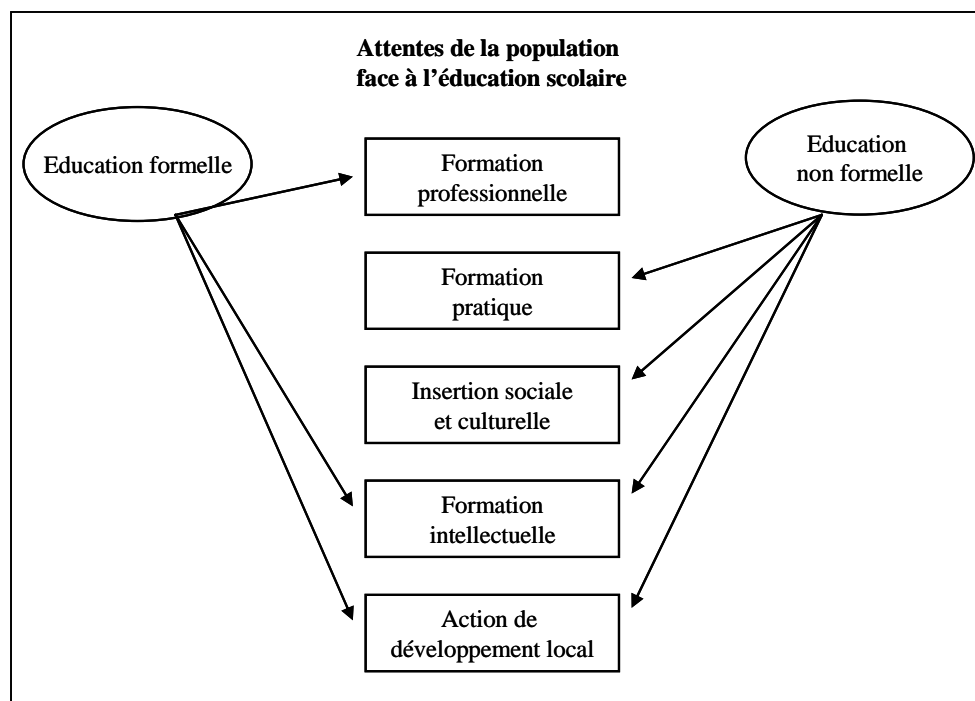 Attentes de la population
face à l'éducation scolaire
Education formelle
Education
non formelle
Formation
professionnelle
Formation
pratique
Insertion sociale
et culturelle
Formation
intellectuelle
Action de
développement local